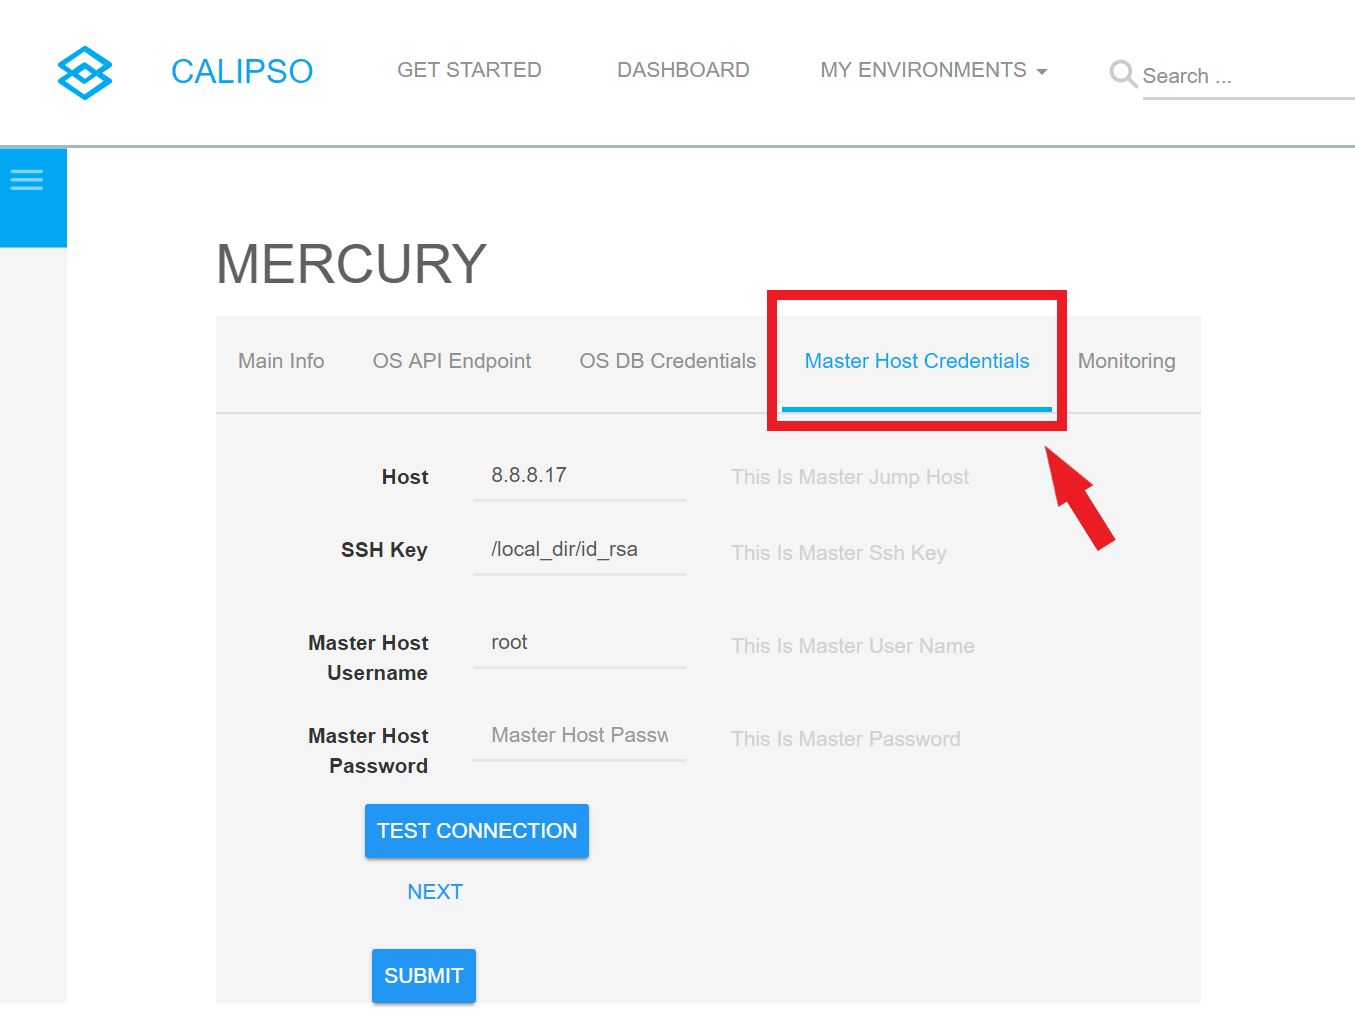 CALIPSO
GET STARTED
DASHBOARD
MY ENVIRONMENTS
Search ...
MERCURY
Main Info
OS API Endpoint
OS DB Credentials
Master Host Credentials
Monitoring
Host
8.8.8.17
This Is Master Jump Host
SSH Key
/local_dir/id_rsa
This Is Master Ssh Key
Master Host
Username
root
This Is Master User Name
Master Host
Password
Master Host Passw
This Is Master Password
TEST CONNECTION
NEXT
SUBMIT